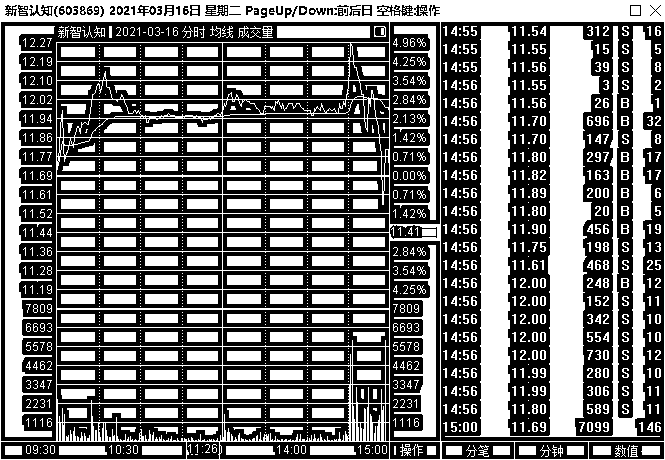 新智认知(603869) 2021年03月16日 星期二 PageUp/Down:前后日 空格键:操作
新智认知 2021-03-16 分时 均线 成交量
12.27 4.96%
12.19 4.25%
12.10 3.54%
12.02 2.84%
11.94 2.13%
11.86 1.42%
11.77 0.71%
11.69 0.00%
11.61 0.71%
11.52 1.42%
11.44 11.41
11.36 2.84%
11.28 3.54%
11.19 4.25%
7809 7809
6693 6693
5578 5578
4462 4462
3347 3347
2231 2231
1116 1116
09:30 10:30 11:26 14:00 15:00 操作
14:55 11.54 312 S 16
14:55 11.55 15 S 5
14:55 11.56 39 S 8
14:55 11.55 3 S 2
14:55 11.56 26 B 1
14:56 11.70 696 B 32
14:56 11.70 147 S 8
14:56 11.80 297 B 17
14:56 11.82 163 B 17
14:56 11.89 200 B 6
14:56 11.80 20 S 5
14:56 11.90 456 B 19
14:56 11.75 198 S 13
14:56 11.61 468 S 25
14:56 12.00 248 B 12
14:56 12.00 152 S 11
14:56 12.00 342 S 10
14:56 12.00 554 S 10
14:56 12.00 730 S 12
14:56 11.99 280 S 10
14:56 11.99 306 S 11
14:56 11.80 589 S 11
15:00 11.69 7099 146
分笔 分钟 数值